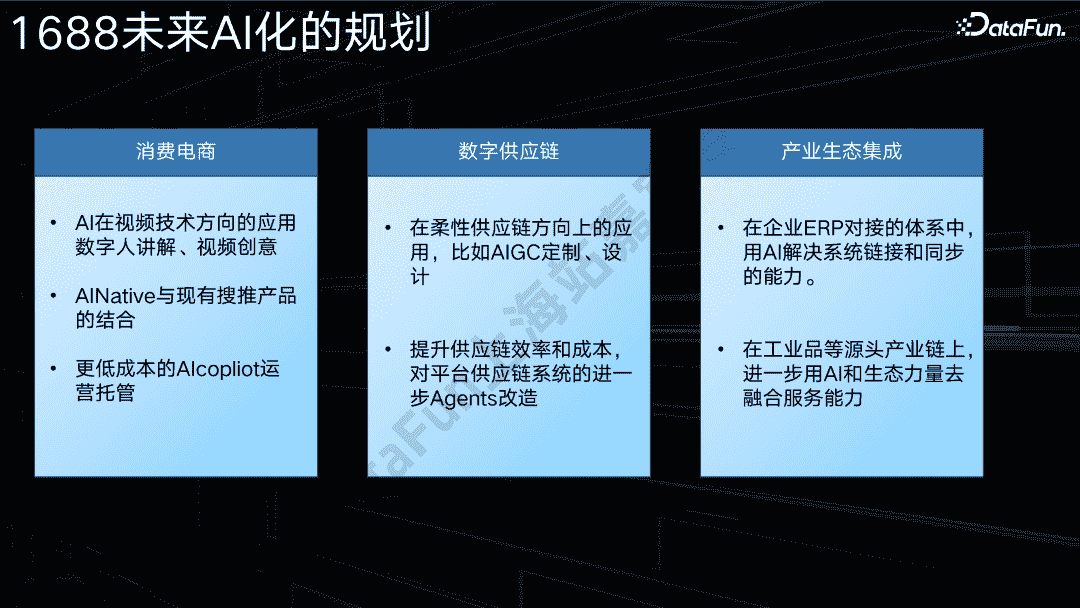 1688未来AI化的规划
DataFun.
消费电商
• AI在视频技术方向的应用
数字人讲解、视频创意
• AINative与现有搜推产品
的结合
• 更低成本的AIcopliot运
营托管
数字供应链
• 在柔性供应链方向上的应
用，比如AIGC定制、设
计
• 提升供应链效率和成本，
对平台供应链系统的进一
步Agents改造
产业生态集成
• 在企业ERP对接的体系中，
用AI解决系统链接和同步
的能力。
• 在工业品等源头产业链上，
进一步用AI和生态力量去
融合服务能力